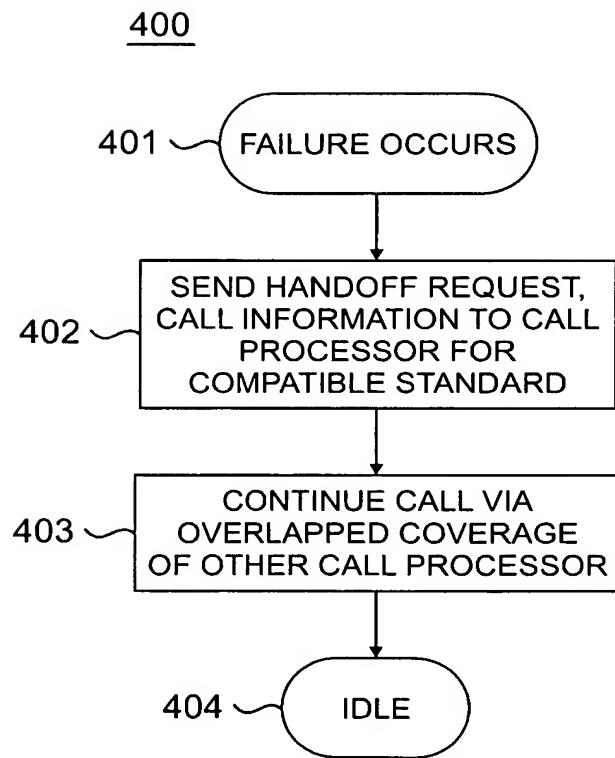 400
401
FAILURE OCCURS
402
SEND HANDOFF REQUEST,
CALL INFORMATION TO CALL
PROCESSOR FOR
COMPATIBLE STANDARD
403
CONTINUE CALL VIA
OVERLAPPED COVERAGE
OF OTHER CALL PROCESSOR
404
IDLE